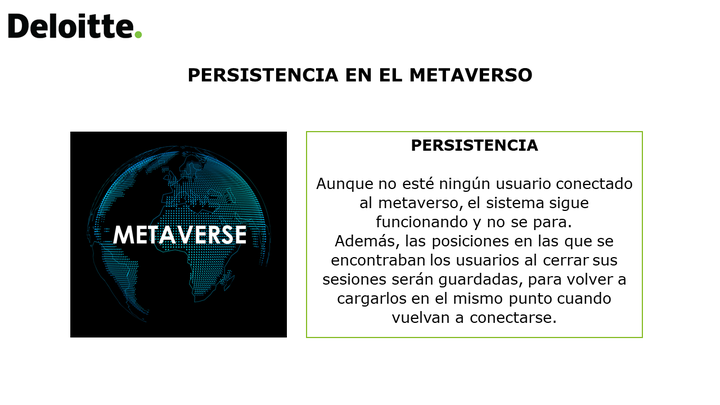 Deloitte.
PERSISTENCIA EN EL METAVERSO
METAVERSE
PERSISTENCIA
Aunque no esté ningún usuario conectado
al metaverso, el sistema sigue
funcionando y no se para.
Además, las posiciones en las que se
encontraban los usuarios al cerrar sus
sesiones serán guardadas, para volver a
cargarlos en el mismo punto cuando
vuelvan a conectarse.